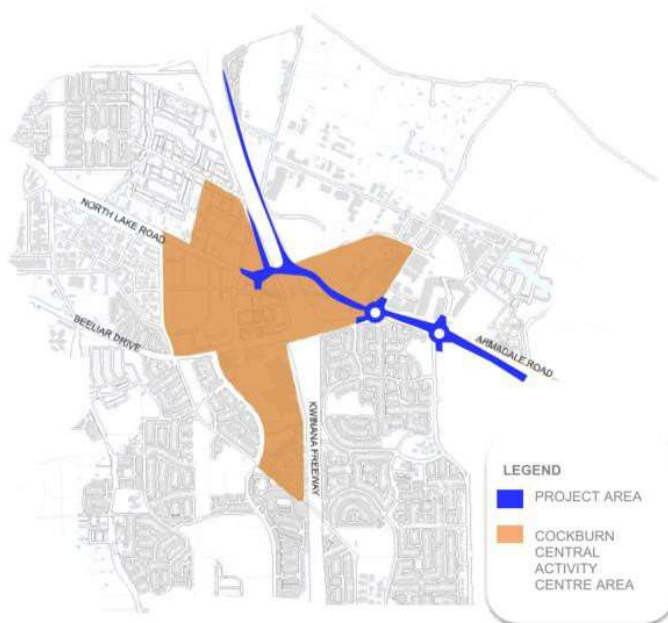 NORTH LAKE ROAD
BEELIAR DRIVE
ARMADALE ROAD
KWINANA FREEWAY
LEGEND
PROJECT AREA
COCKBURN
CENTRAL
ACTIVITY
CENTRE AREA